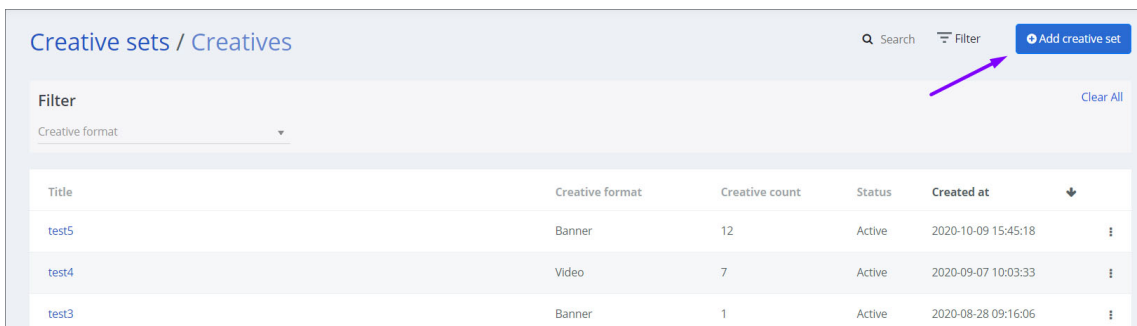 Creative sets / Creatives
Search Filter Add creative set
Filter Clear All
Creative format
Title Creative format Creative count Status Created at
test5 Banner 12 Active 2020-10-09 15:45:18
test4 Video 7 Active 2020-09-07 10:03:33
test3 Banner 1 Active 2020-08-28 09:16:06